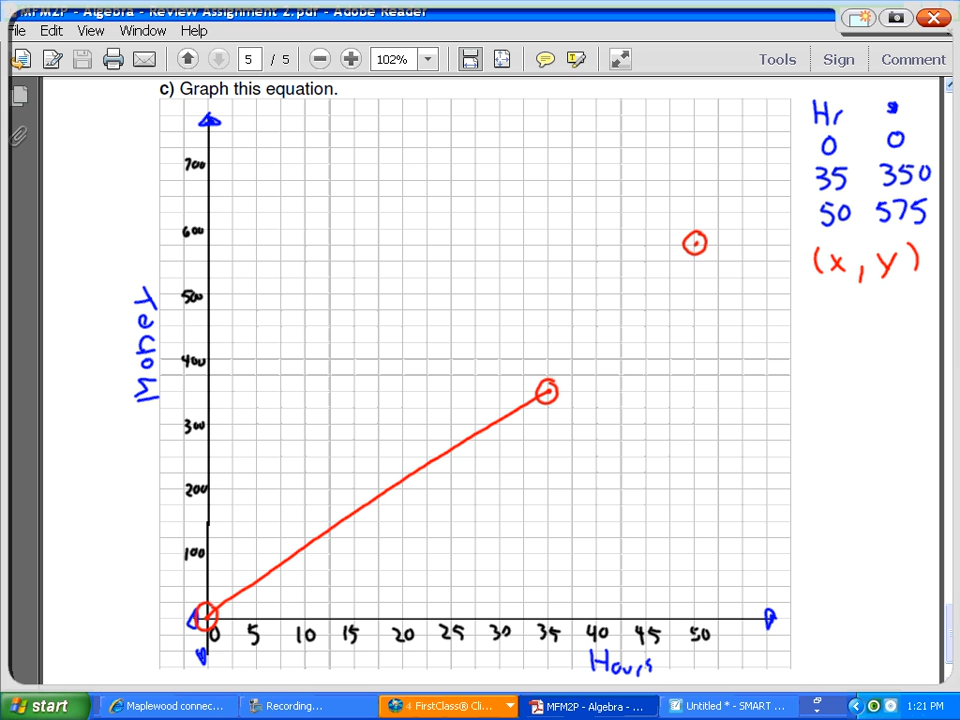 MFM2P - Algebra - Review Assignment 2.pdf - Adobe Reader
File Edit View Window Help
5 / 5 102% Tools Sign Comment
c) Graph this equation.
Hr $
0 0
35 350
50 575
(x, y)
700
600
500
400
300
200
100
Money
0 5 10 15 20 25 30 35 40 45 50
Hours
start Maplewood connec... Recording... 4 FirstClass® Cli... MFM2P - Algebra - ... Untitled * - SMART ... 1:21 PM